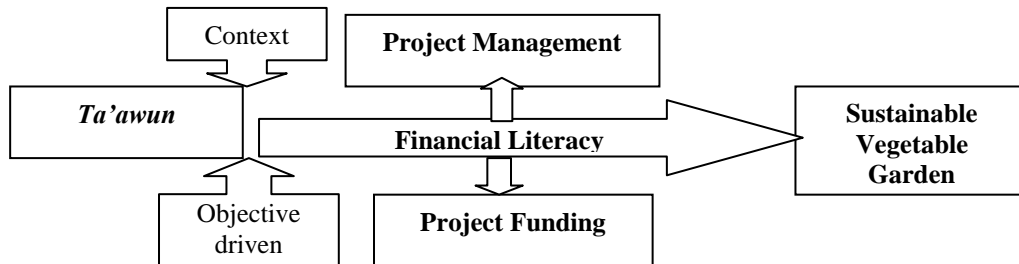 Context
Project Management
Ta’awun
Financial Literacy
Sustainable
Vegetable
Garden
Objective
driven
Project Funding